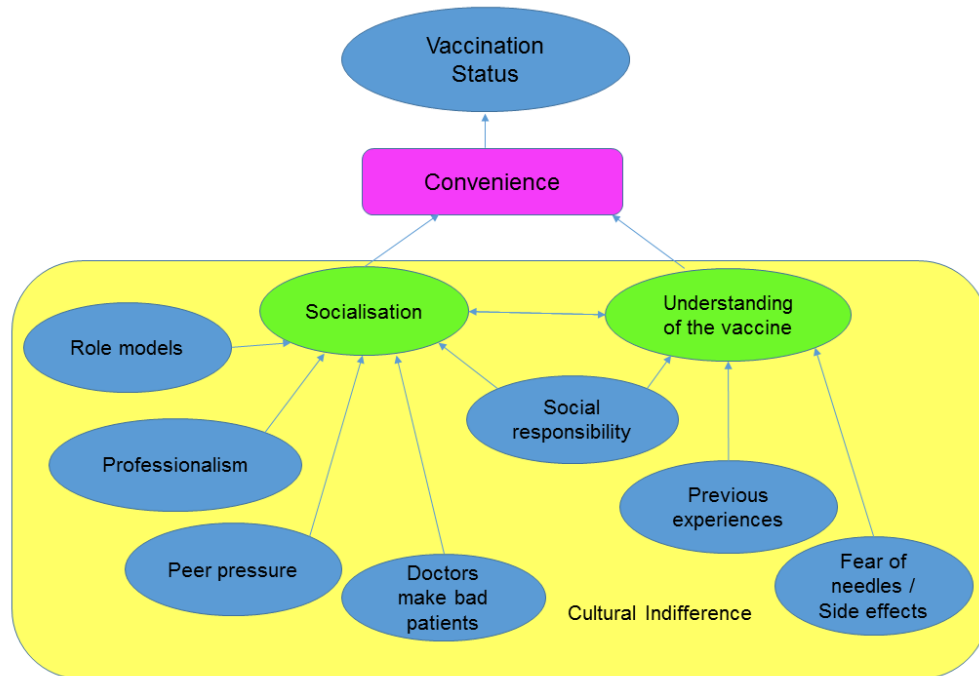 Vaccination
Status
Convenience
Socialisation
Understanding
of the vaccine
Role models
Social
responsibility
Professionalism
Previous
experiences
Peer pressure
Doctors
make bad
patients
Fear of
needles /
Side effects
Cultural Indifference